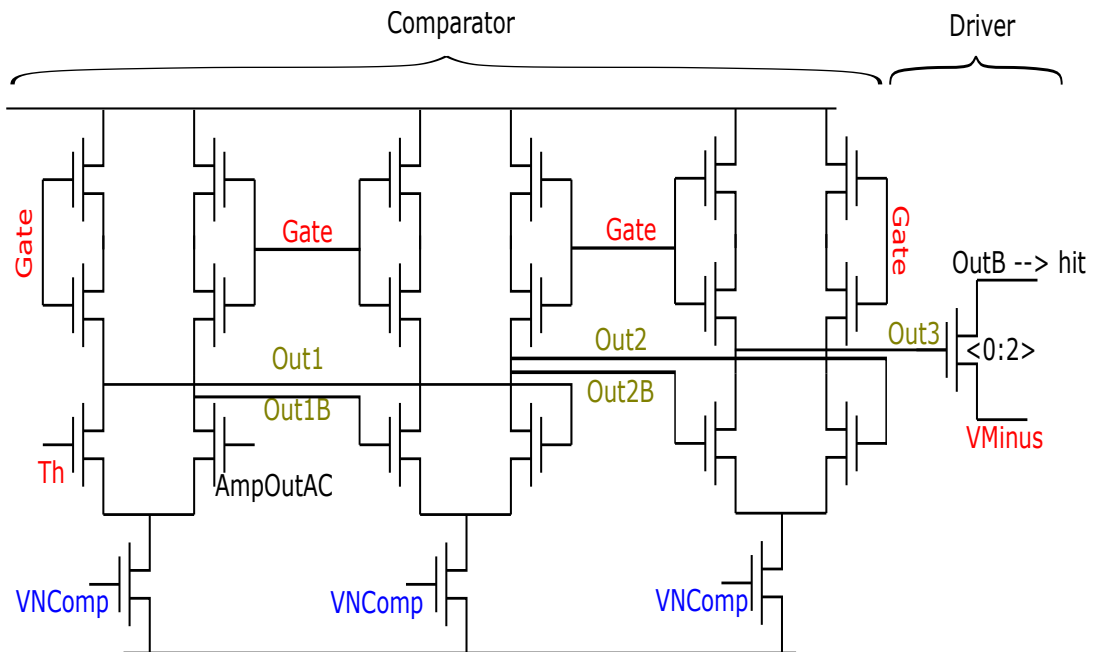 Comparator
Driver
Gate
Gate
Gate
Gate
OutB --> hit
Out1
Out2
Out3
<0:2>
Out1B
Out2B
VMinus
Th
AmpOutAC
VNComp
VNComp
VNComp